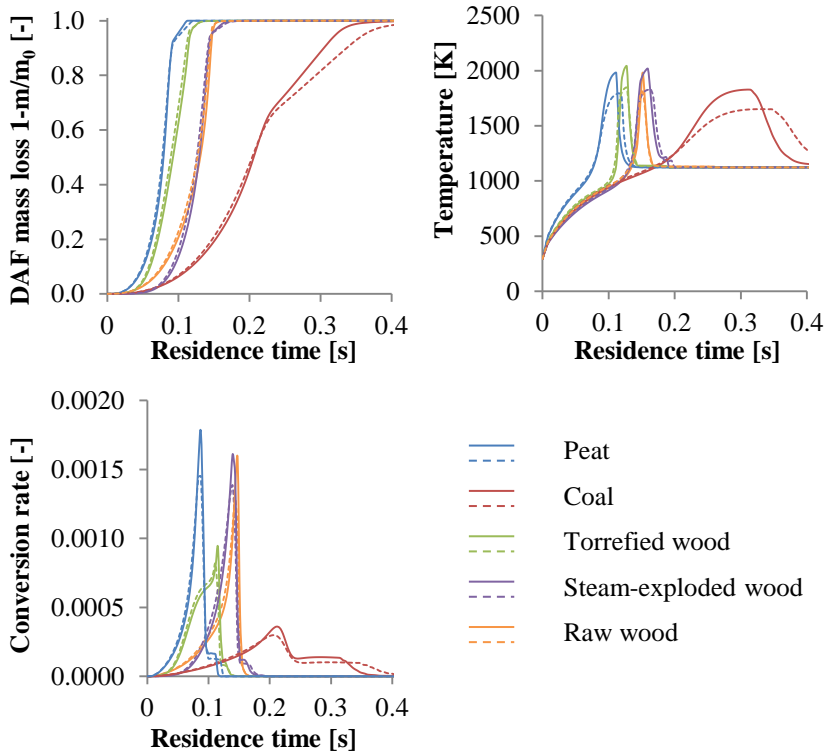 DAF mass loss 1-m/m₀ [-]
1.0
0.8
0.6
0.4
0.2
0.0
0 0.1 0.2 0.3 0.4
Residence time [s]
Temperature [K]
2500
2000
1500
1000
500
0
0 0.1 0.2 0.3 0.4
Residence time [s]
Conversion rate [-]
0.0020
0.0015
0.0010
0.0005
0.0000
0 0.1 0.2 0.3 0.4
Residence time [s]
Peat
Coal
Torrefied wood
Steam-exploded wood
Raw wood